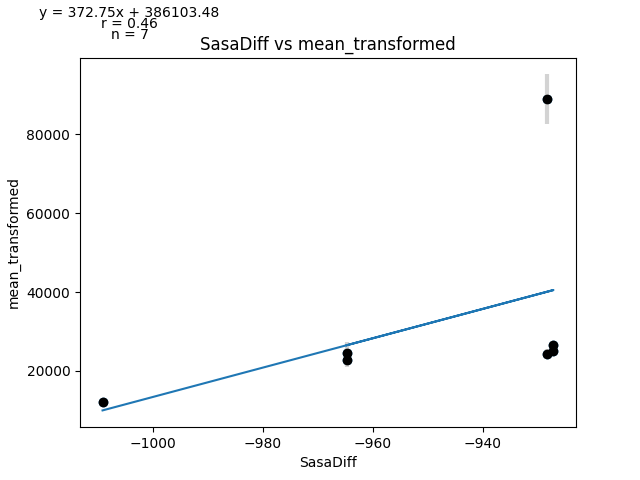 y = 372.75x + 386103.48
r = 0.46
n = 7
SasaDiff vs mean_transformed
80000
60000
40000
20000
mean_transformed
−1000
−980
−960
−940
SasaDiff